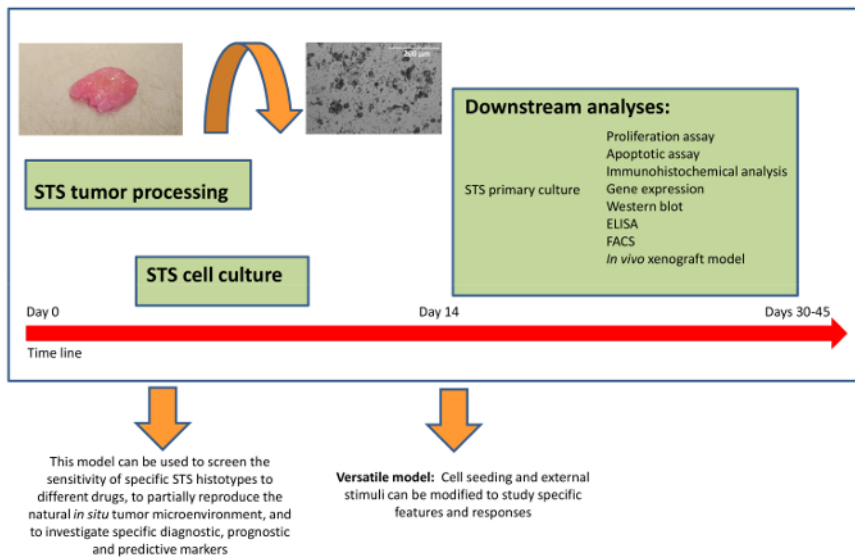 200 µm
Downstream analyses:
Proliferation assay
Apoptotic assay
Immunohistochemical analysis
STS primary culture
Gene expression
Western blot
ELISA
FACS
In vivo xenograft model
STS tumor processing
STS cell culture
Day 0
Day 14
Days 30-45
Time line
This model can be used to screen the
sensitivity of specific STS histotypes to
different drugs, to partially reproduce the
natural in situ tumor microenvironment, and
to investigate specific diagnostic, prognostic
and predictive markers
Versatile model: Cell seeding and external
stimuli can be modified to study specific
features and responses